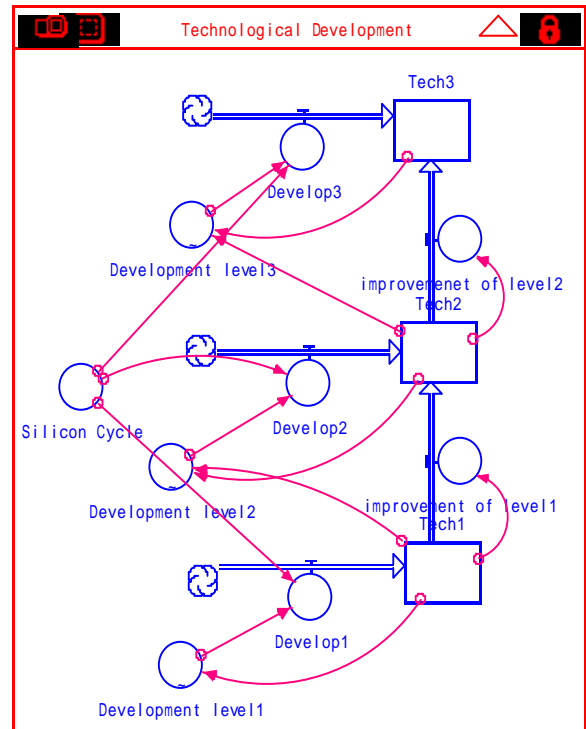 Technological Development
Tech3
Develop3
Development level3
improvemenet of level2
Tech2
Silicon Cycle
Develop2
Development level2
improvement of level1
Tech1
Develop1
Development level1
~
~
~